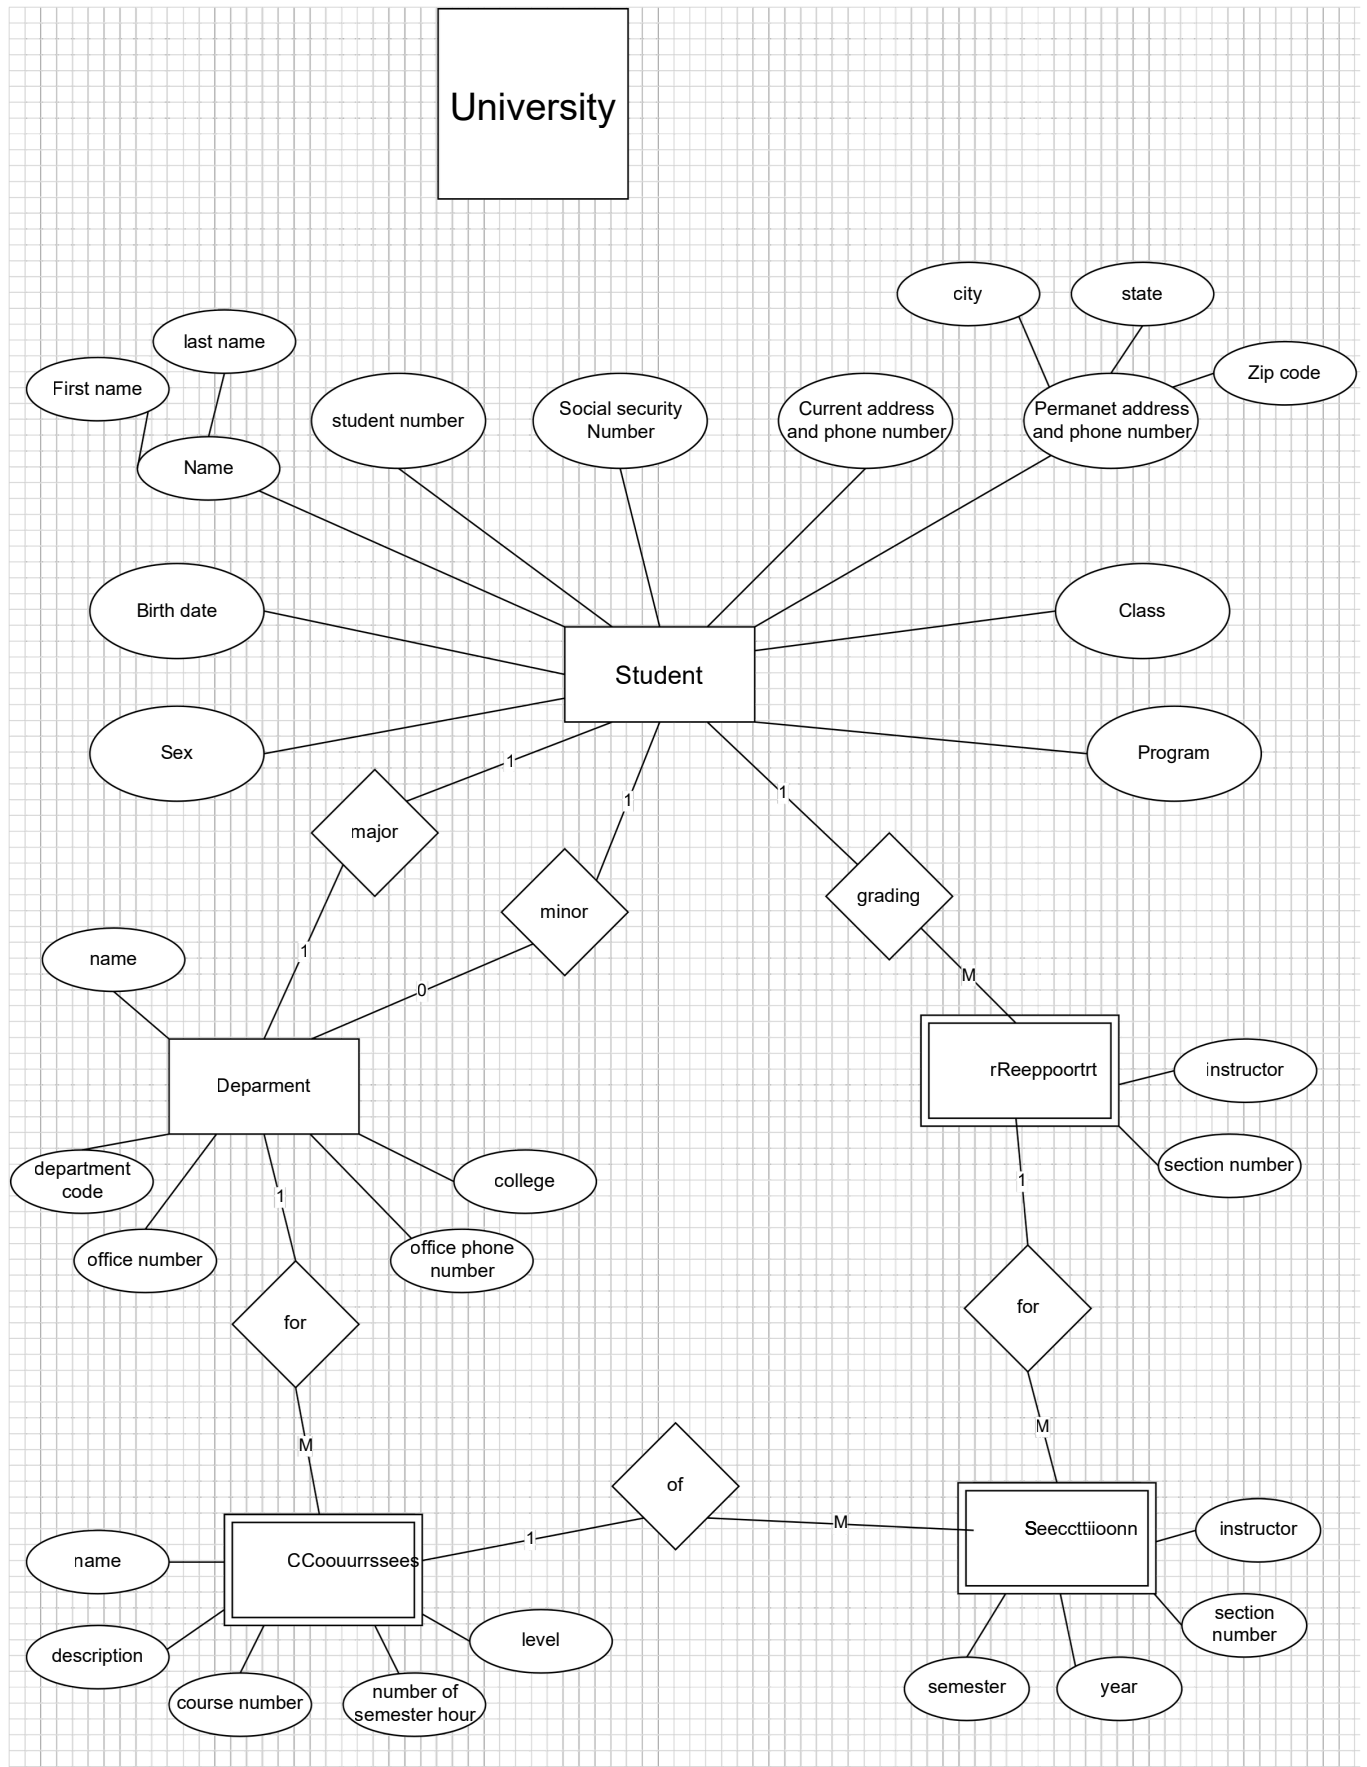 University
city
state
last name
Zip code
First name
student number
Social security
Number
Current address
and phone number
Permanet address
and phone number
Name
Birth date
Class
Student
Sex
Program
1
1
1
major
grading
minor
1
name
M
0
rReeppoortrt
instructor
Deparment
section number
department
code
college
1
1
office number
office phone
number
for
for
M
M
of
1
M
Seeccttiioonn
instructor
name
CCoouurrssees
section
number
level
description
semester
year
course number
number of
semester hour